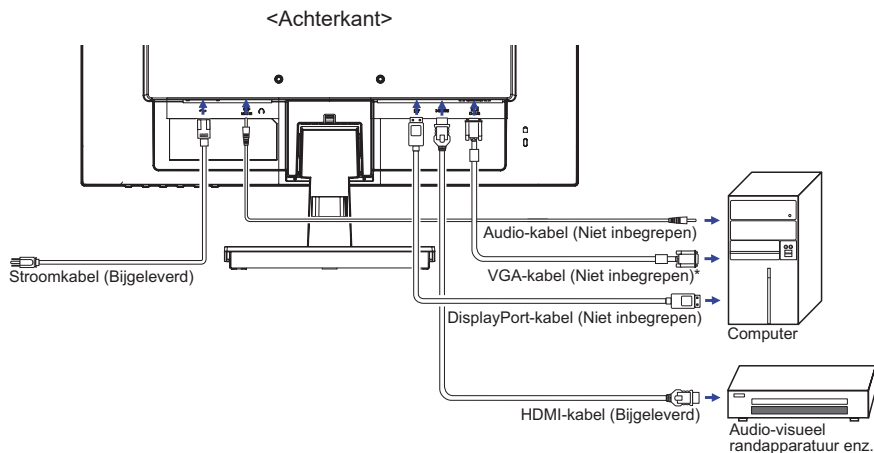 <Achterkant>
Audio-kabel (Niet inbegrepen)
Stroomkabel (Bijgeleverd)
VGA-kabel (Niet inbegrepen)*
DisplayPort-kabel (Niet inbegrepen)
Computer
HDMI-kabel (Bijgeleverd)
Audio-visueel
randapparatuur enz.